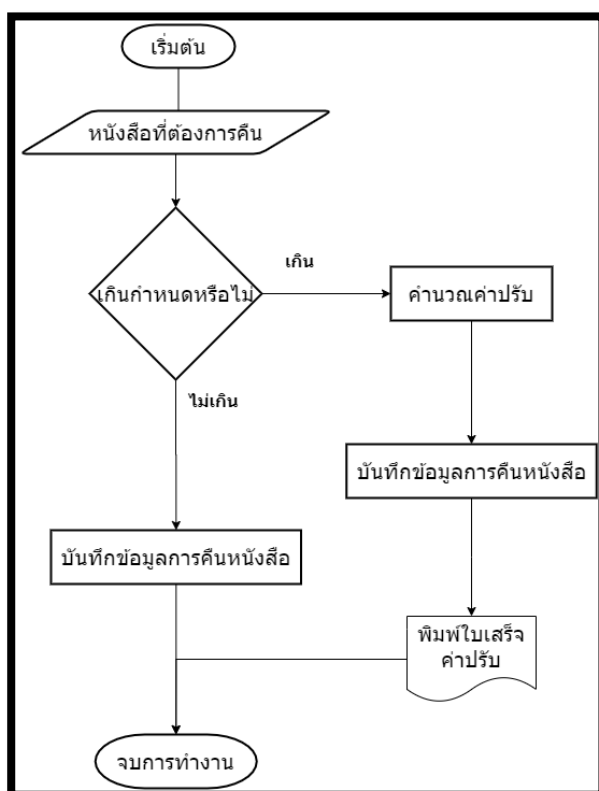 เริ่มต้น
หนังสือที่ต้องการคืน
เกิน
เกินกำหนดหรือไม่
คำนวณค่าปรับ
ไม่เกิน
บันทึกข้อมูลการคืนหนังสือ
บันทึกข้อมูลการคืนหนังสือ
พิมพ์ใบเสร็จ
ค่าปรับ
จบการทำงาน